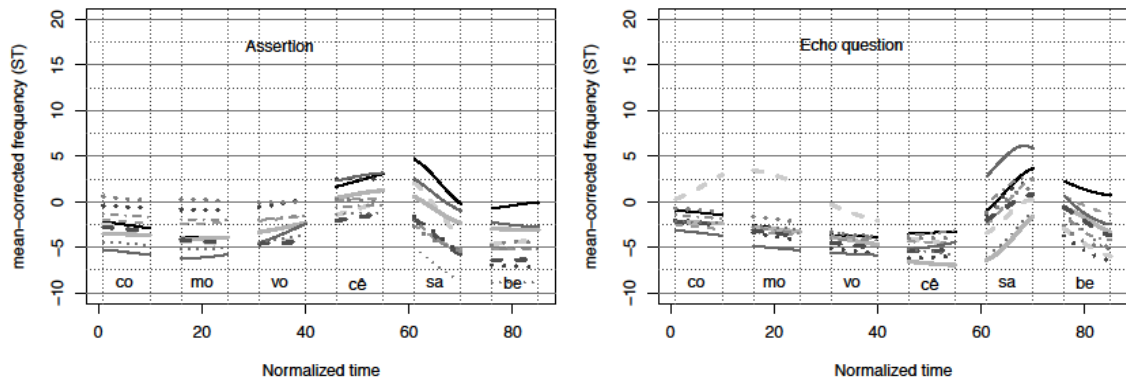 mean−corrected frequency (ST)
20
15
10
5
0
−5
−10
Assertion
co mo vo cê sa be
0 20 40 60 80
Normalized time
mean−corrected frequency (ST)
20
15
10
5
0
−5
−10
Echo question
co mo vo cê sa be
0 20 40 60 80
Normalized time